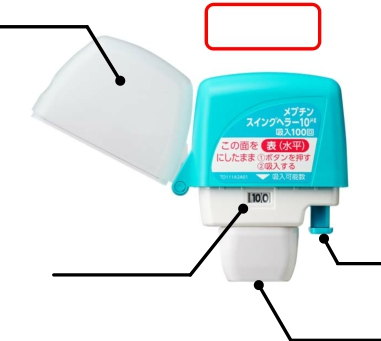 メプチン
スイングヘラー10㎍
吸入100回
この面を 表(水平)
にしたまま ①ボタンを押す
②吸入する
吸入可能数
100